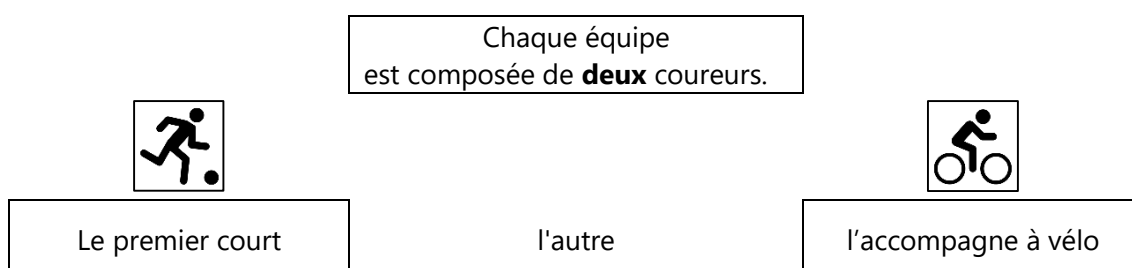 Chaque équipe
est composée de deux coureurs.
Le premier court
l'autre
l’accompagne à vélo